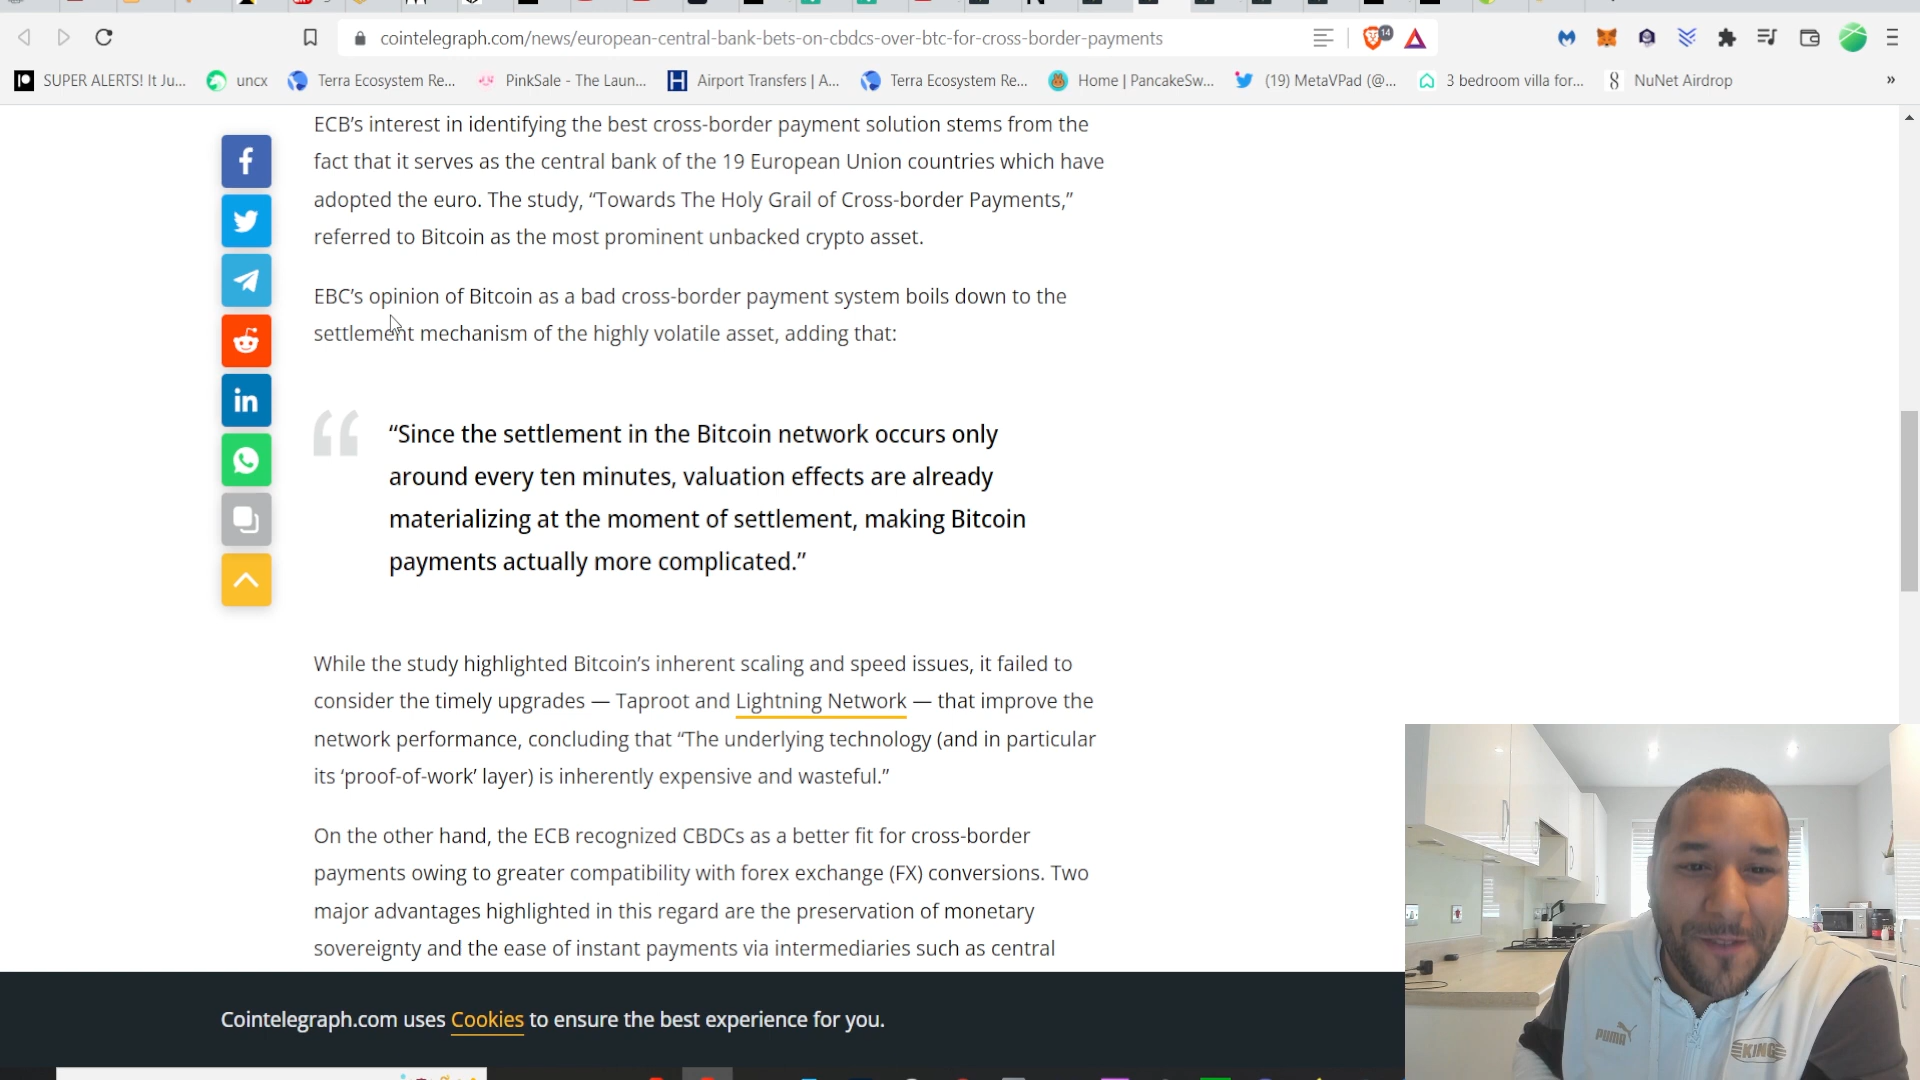 cointelegraph.com/news/european-central-bank-bets-on-cbdcs-over-btc-for-cross-border-payments
14
SUPER ALERTS! It Ju...
uncx
Terra Ecosystem Re...
PinkSale - The Laun...
Airport Transfers | A...
Terra Ecosystem Re...
Home | PancakeSw...
(19) MetaVPad (@...
3 bedroom villa for...
NuNet Airdrop
»
ECB's interest in identifying the best cross-border payment solution stems from the
fact that it serves as the central bank of the 19 European Union countries which have
adopted the euro. The study, “Towards The Holy Grail of Cross-border Payments,”
referred to Bitcoin as the most prominent unbacked crypto asset.
EBC's opinion of Bitcoin as a bad cross-border payment system boils down to the
settlement mechanism of the highly volatile asset, adding that:
“Since the settlement in the Bitcoin network occurs only
around every ten minutes, valuation effects are already
materializing at the moment of settlement, making Bitcoin
payments actually more complicated.”
While the study highlighted Bitcoin's inherent scaling and speed issues, it failed to
consider the timely upgrades — Taproot and Lightning Network — that improve the
network performance, concluding that “The underlying technology (and in particular
its ‘proof-of-work’ layer) is inherently expensive and wasteful.”
On the other hand, the ECB recognized CBDCs as a better fit for cross-border
payments owing to greater compatibility with forex exchange (FX) conversions. Two
major advantages highlighted in this regard are the preservation of monetary
sovereignty and the ease of instant payments via intermediaries such as central
Cointelegraph.com uses Cookies to ensure the best experience for you.
PUMA
KING